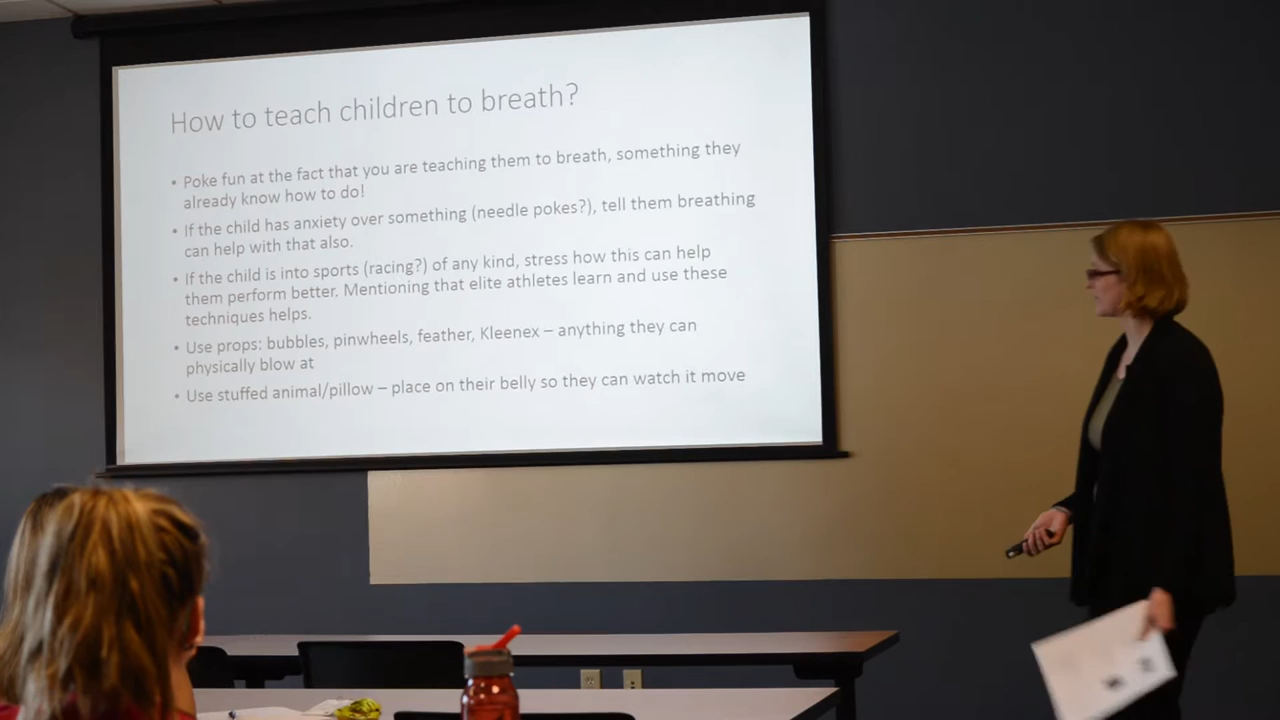 How to teach children to breath?
• Poke fun at the fact that you are teaching them to breath, something they
already know how to do!
• If the child has anxiety over something (needle pokes?), tell them breathing
can help with that also.
• If the child is into sports (racing?) of any kind, stress how this can help
them perform better. Mentioning that elite athletes learn and use these
techniques helps.
• Use props: bubbles, pinwheels, feather, Kleenex – anything they can
physically blow at
• Use stuffed animal/pillow – place on their belly so they can watch it move